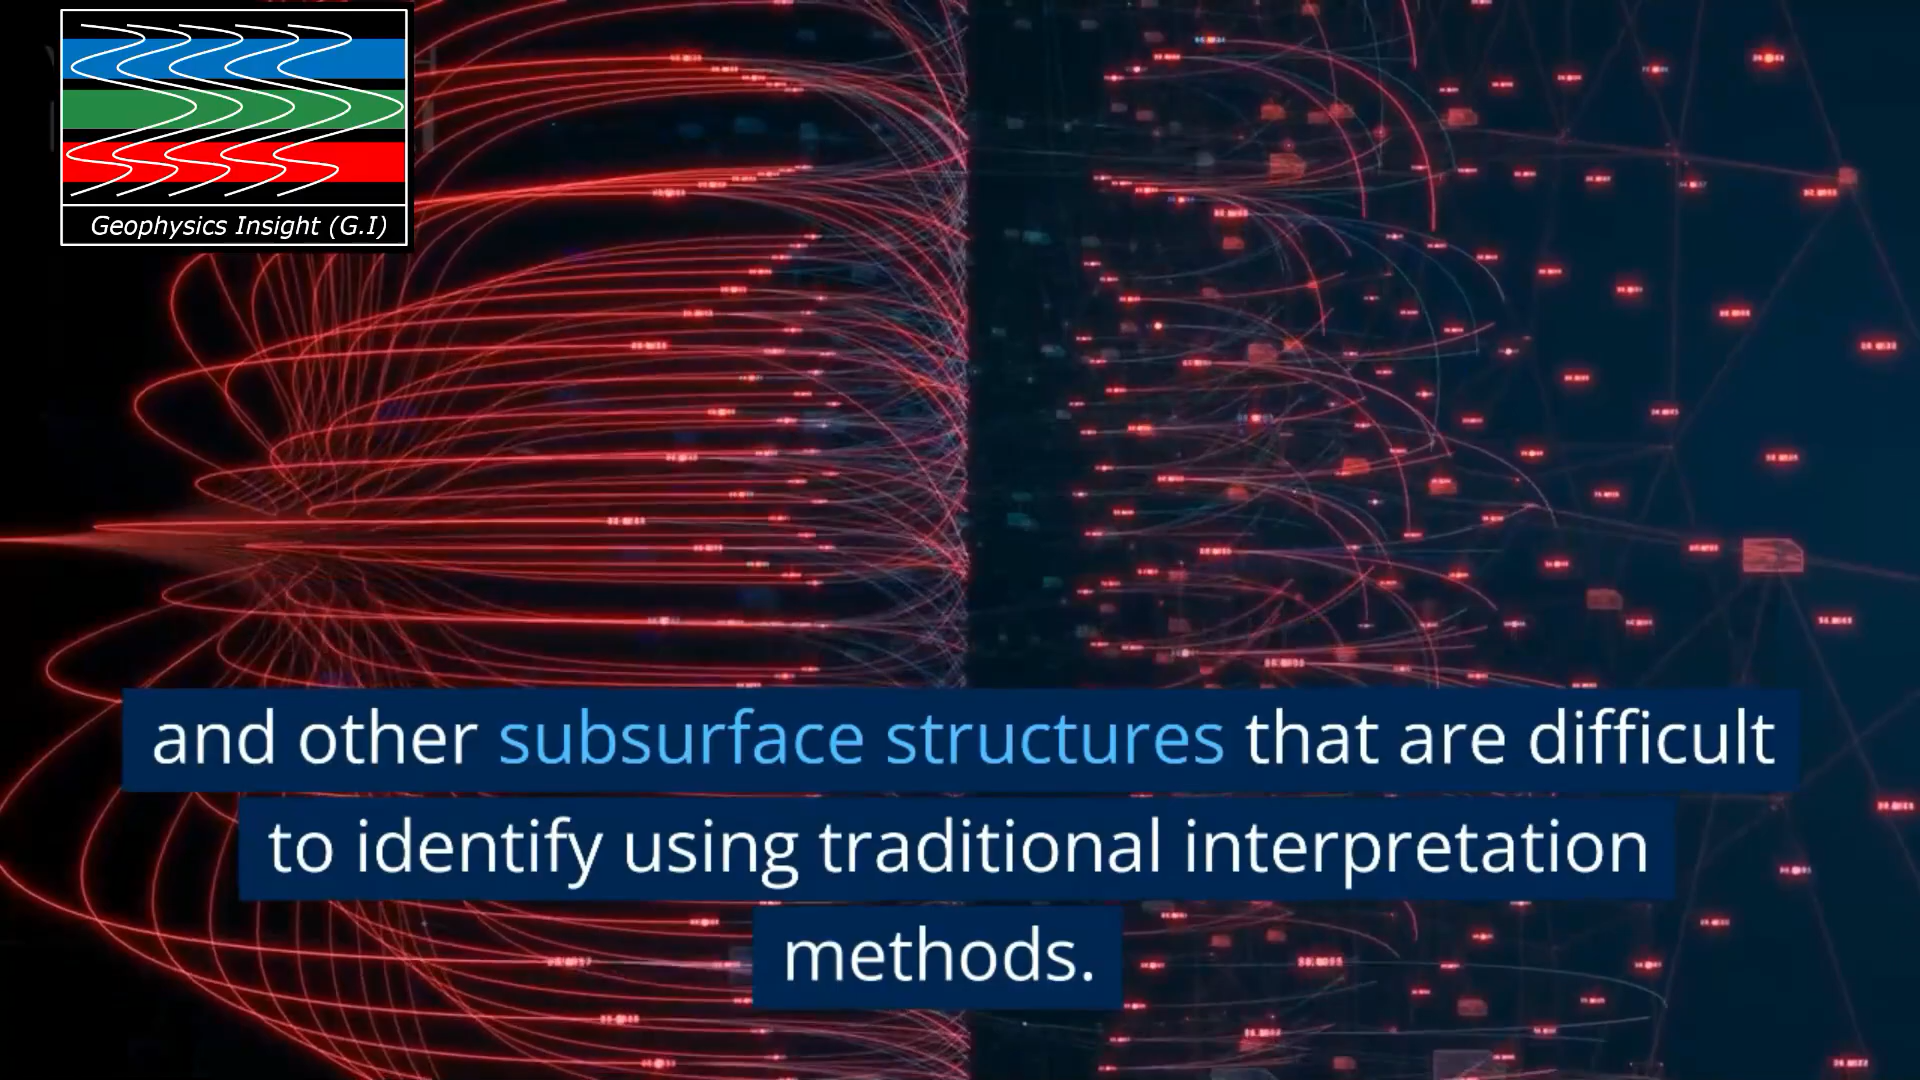 Geophysics Insight (G.I)
and other subsurface structures that are difficult
to identify using traditional interpretation
methods.